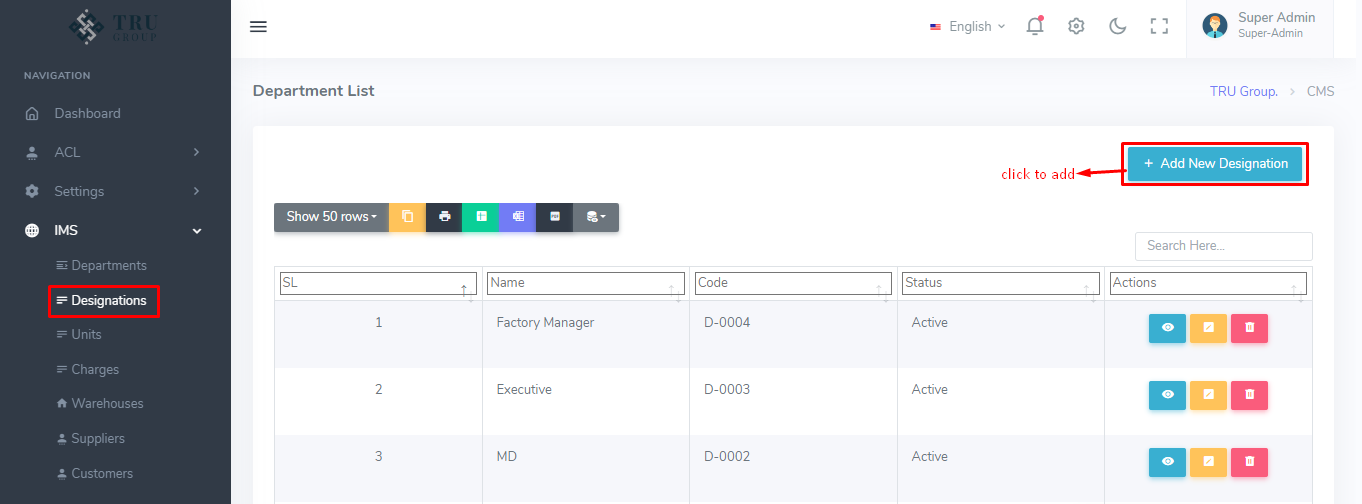 TRU
GROUP
English
Super Admin
Super-Admin
NAVIGATION
Dashboard
ACL
Settings
IMS
Departments
Designations
Units
Charges
Warehouses
Suppliers
Customers
Department List
TRU Group. > CMS
click to add
+ Add New Designation
Show 50 rows
PDF
Search Here...
SL Name Code Status Actions
1 Factory Manager D-0004 Active
2 Executive D-0003 Active
3 MD D-0002 Active